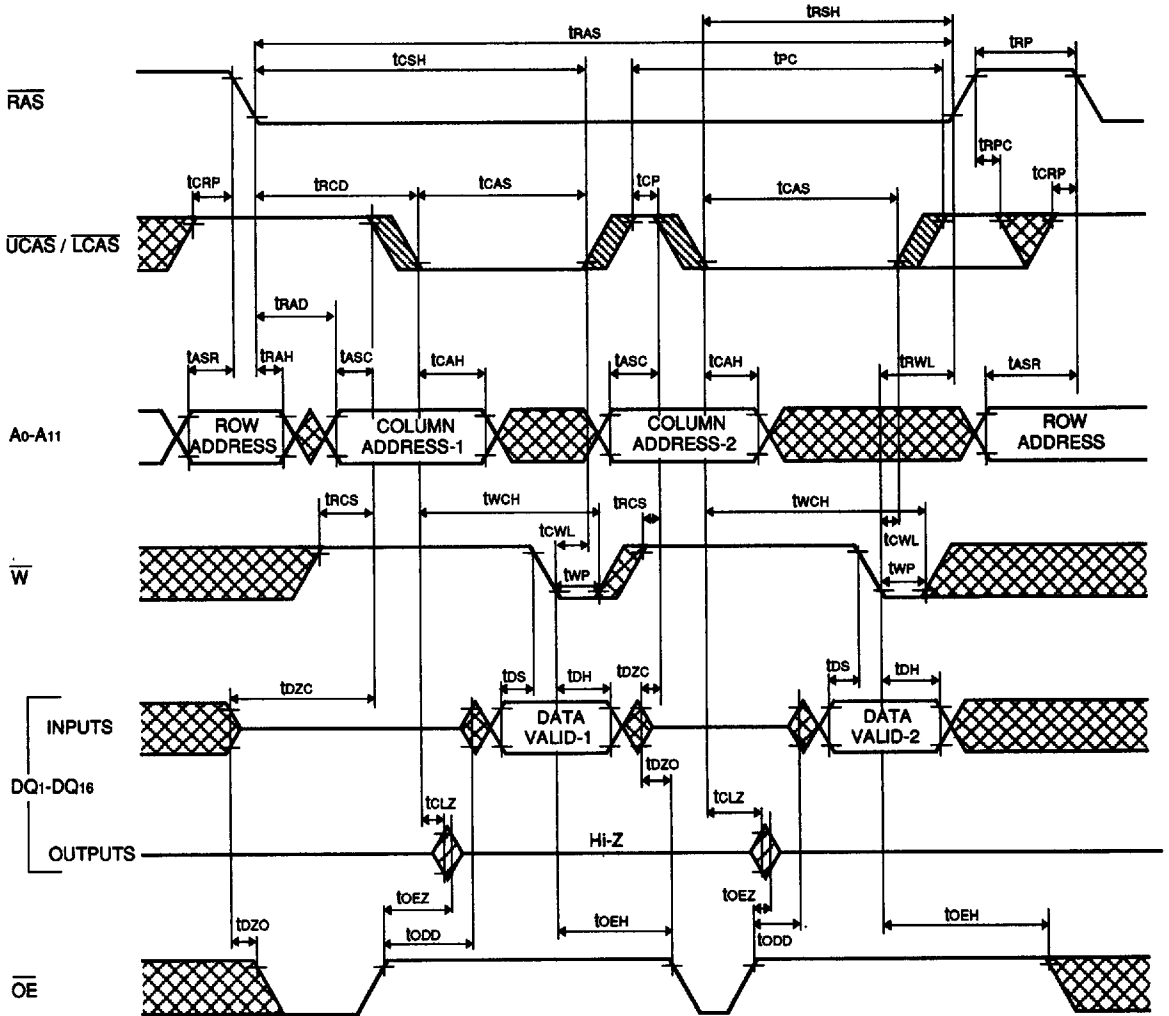 tRSH
tRAS tRP
tCSH tPC
RAS
tRPC
tCRP tRCD tCAS tCP tCAS tCRP
UCAS / LCAS
tRAD
tASR tRAH tASC tCAH tASC tCAH tRWL tASR
A0-A11 ROW ADDRESS COLUMN ADDRESS-1 COLUMN ADDRESS-2 ROW ADDRESS
tRCS tWCH tRCS tWCH
tCWL tCWL
W tWP tWP
tDZC tDS tDH tDZC tDS tDH
INPUTS DATA VALID-1 DATA VALID-2
DQ1-DQ16
tDZO
tCLZ tCLZ
OUTPUTS Hi-Z
tOEZ tOEZ
tDZO tODD tOEH tODD tOEH
OE